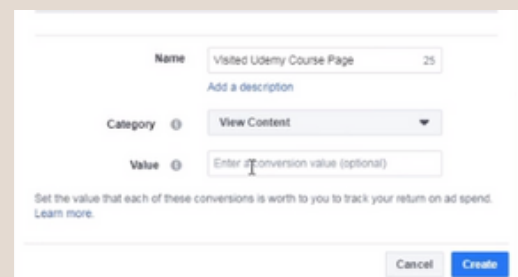 Name Visited Udemy Course Page 25
Add a description
Category View Content
Value Enter a conversion value (optional)
Set the value that each of these conversions is worth to you to track your return on ad spend.
Learn more.
Cancel Create